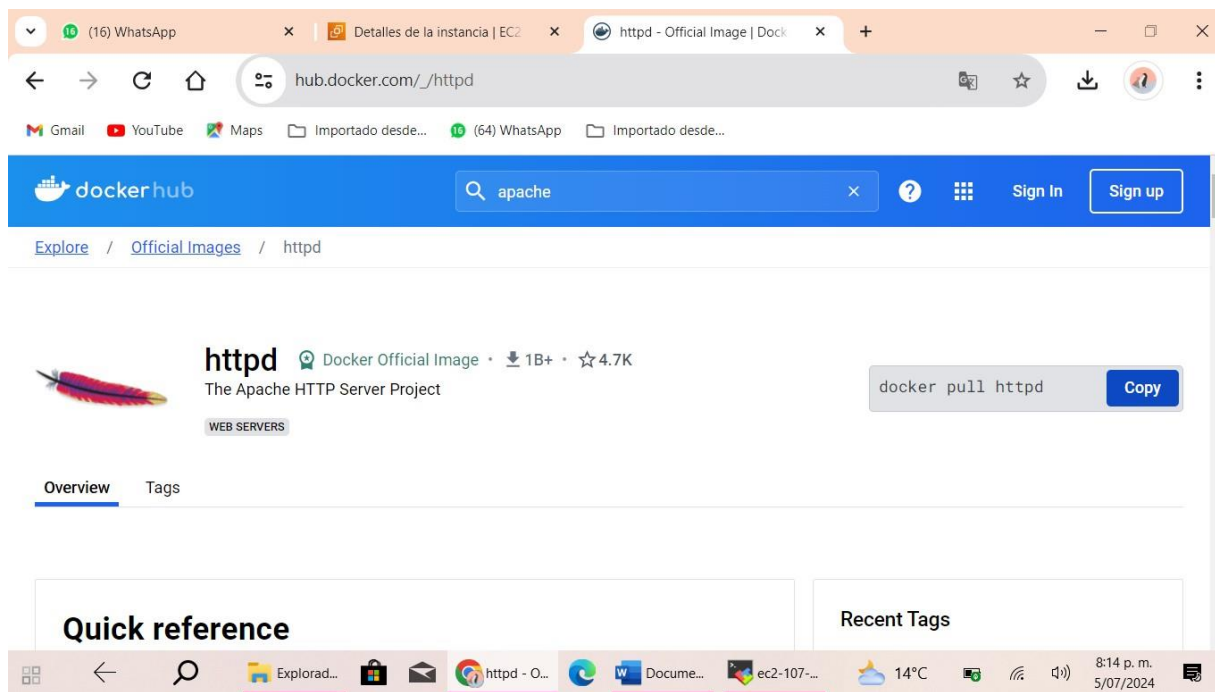 (16) WhatsApp
Detalles de la instancia | EC2
httpd - Official Image | Dock
hub.docker.com/_/httpd
Gmail YouTube Maps Importado desde... (64) WhatsApp Importado desde...
dockerhub apache Sign In Sign up
Explore / Official Images / httpd
httpd Docker Official Image • 1B+ • 4.7K
The Apache HTTP Server Project
docker pull httpd Copy
WEB SERVERS
Overview Tags
Quick reference
Recent Tags
Explorad... httpd - O... Docume... ec2-107-... 14°C 8:14 p. m.
5/07/2024